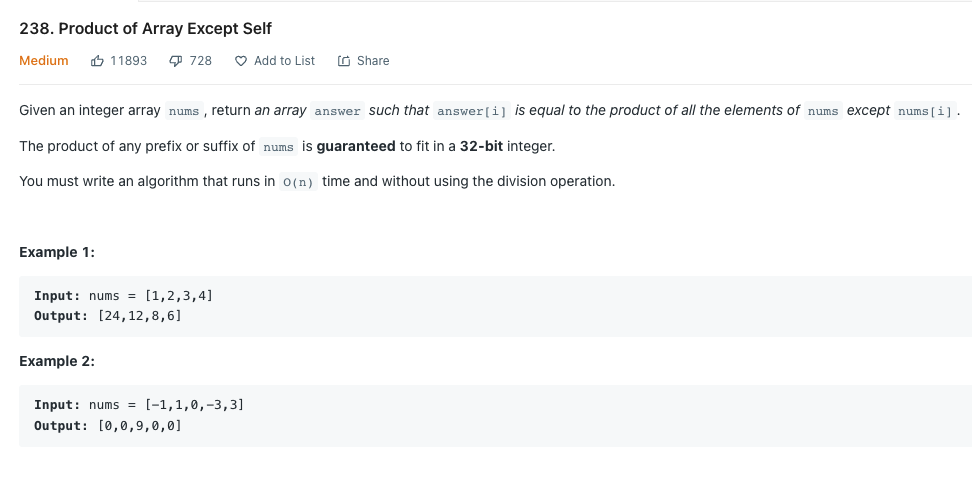 238. Product of Array Except Self
Medium 11893 728 Add to List Share
Given an integer array nums, return an array answer such that answer[i] is equal to the product of all the elements of nums except nums[i].
The product of any prefix or suffix of nums is guaranteed to fit in a 32-bit integer.
You must write an algorithm that runs in O(n) time and without using the division operation.
Example 1:
Input: nums = [1,2,3,4]
Output: [24,12,8,6]
Example 2:
Input: nums = [-1,1,0,-3,3]
Output: [0,0,9,0,0]